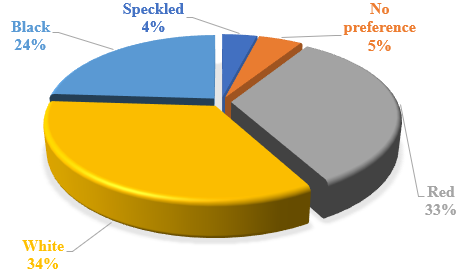 Speckled
4%
No
preference
5%
Black
24%
Red
33%
White
34%